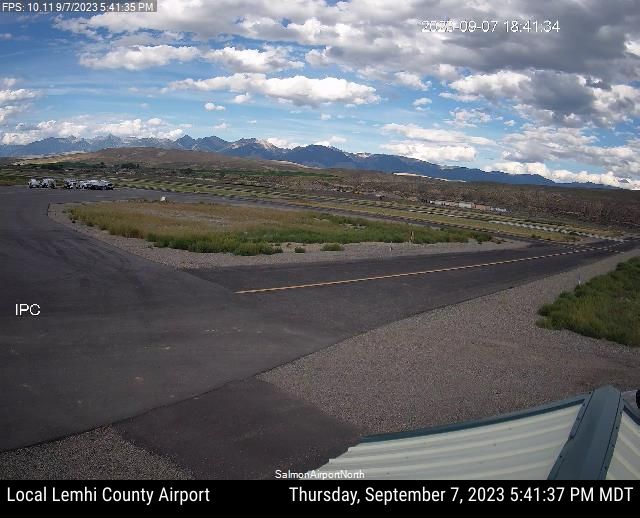 FPS: 10.11 9/7/2023 5:41:35 PM
2023-09-07 18:41:34
IPC
SalmonAirportNorth
Local Lemhi County Airport Thursday, September 7, 2023 5:41:37 PM MDT